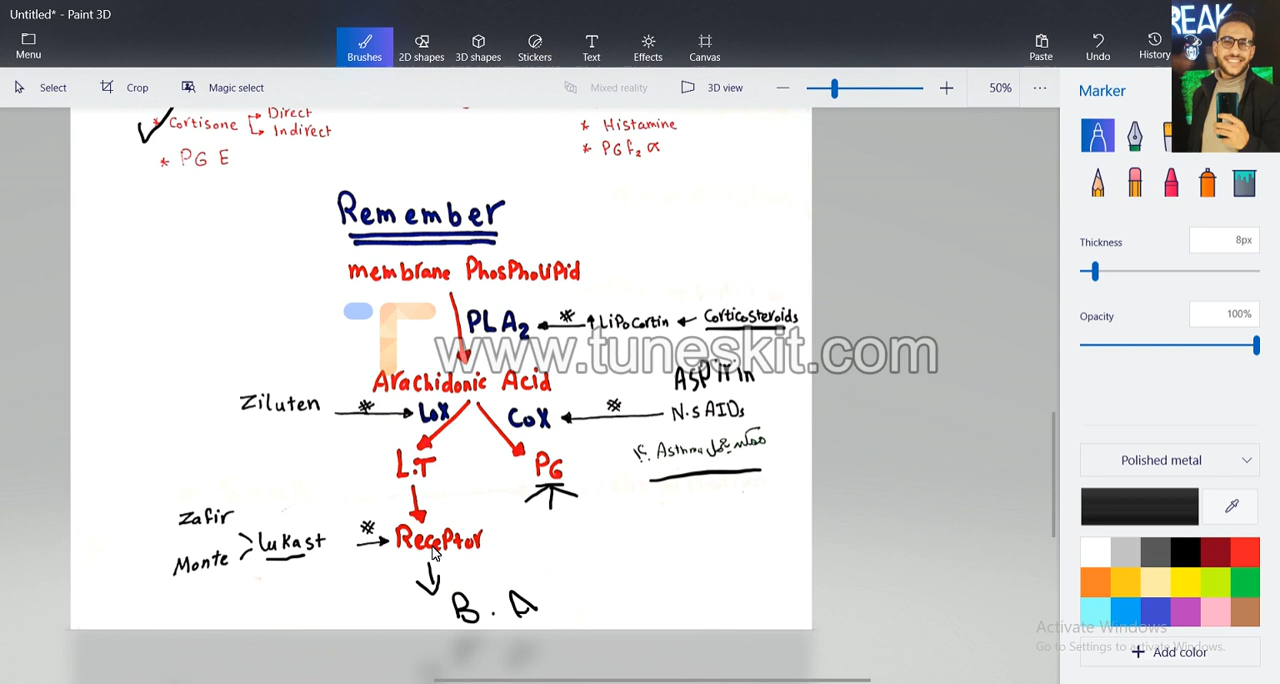 Untitled* - Paint 3D
Menu
Brushes
2D shapes
3D shapes
Stickers
Text
Effects
Canvas
Paste
Undo
History
REAK
Select
Crop
Magic select
Mixed reality
3D view
50%
Marker
* Cortisone
Direct
Indirect
* PG E
* Histamine
* PGF2 α
Remember
membrane Phospholipid
PLA2
* ↑ Lipocortin ← Corticosteroids
www.tuneskit.com
Arachidonic Acid
Aspirin
Ziluten
*
LoX
CoX
*
N.S AIDs
Asthma
L.T
PG
Zafir
Monte
lukast
*
Receptor
B. A
Thickness
8px
Opacity
100%
Polished metal
Activate Windows
Go to Settings to activate Windows.
+ Add color